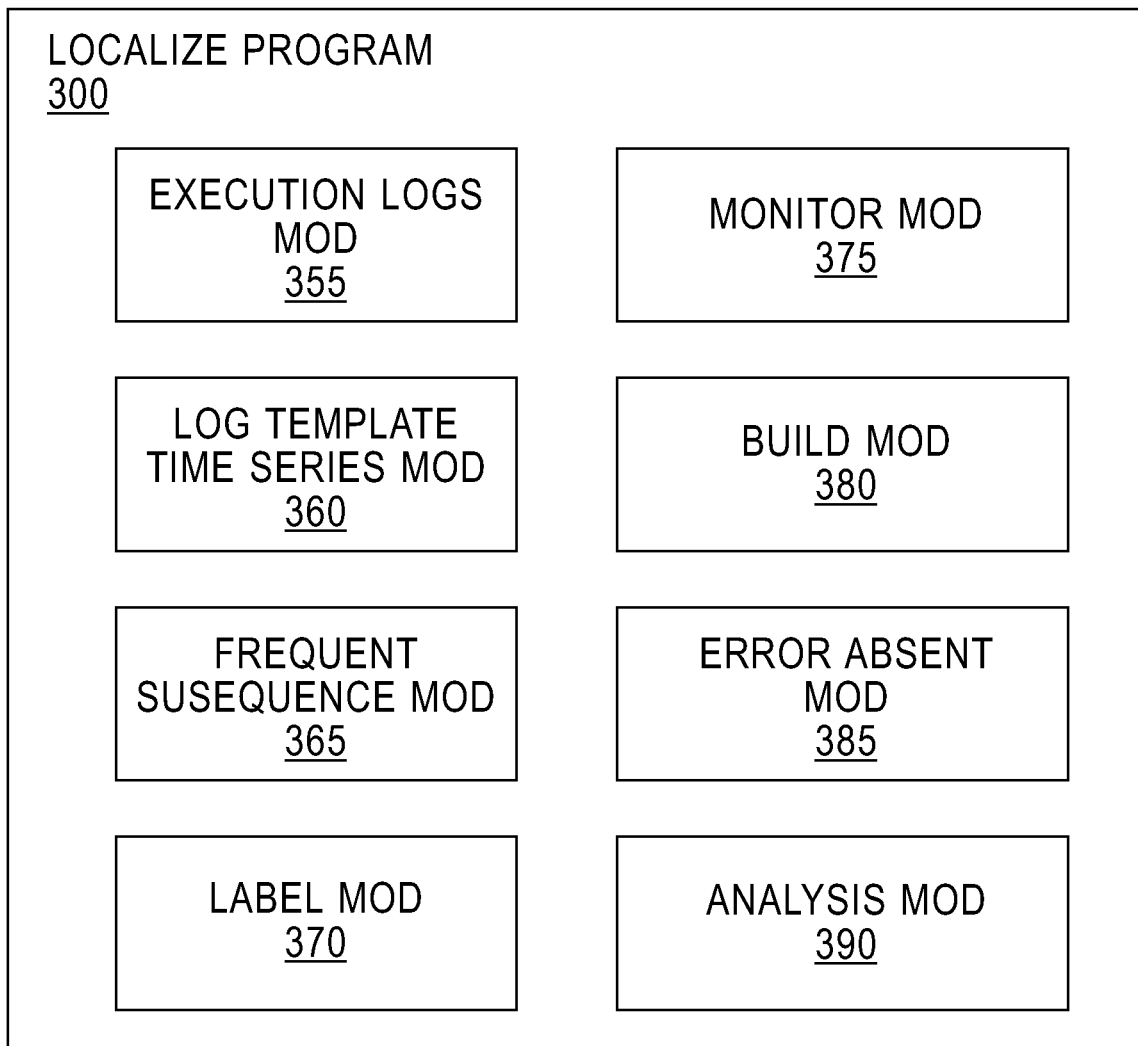 LOCALIZE PROGRAM
300
EXECUTION LOGS
MOD
355
MONITOR MOD
375
LOG TEMPLATE
TIME SERIES MOD
360
BUILD MOD
380
FREQUENT
SUSEQUENCE MOD
365
ERROR ABSENT
MOD
385
LABEL MOD
370
ANALYSIS MOD
390